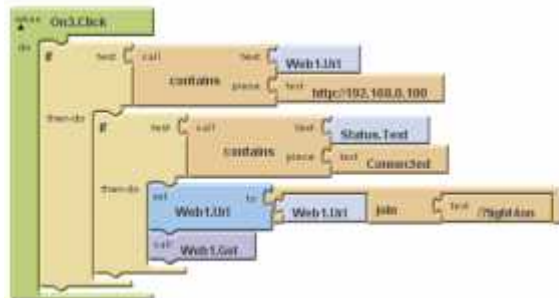 when On3.Click
do if test call text Web1.Url
contains piece text http://192.168.0.100
then-do if test call text Status.Text
contains piece text Connected
then-do set to
Web1.Url Web1.Url join text
call Web1.Get